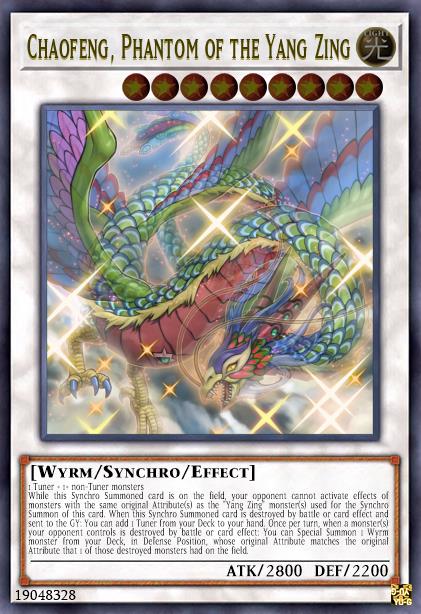 CHAOFENG, PHANTOM OF THE YANG ZING
LIGHT
光
[WYRM/SYNCHRO/EFFECT]
1 Tuner + 1+ non-Tuner monsters
While this Synchro Summoned card is on the field, your opponent cannot activate effects of
monsters with the same original Attribute(s) as the "Yang Zing" monster(s) used for the Synchro
Summon of this card. When this Synchro Summoned card is destroyed by battle or card effect and
sent to the GY: You can add 1 Tuner from your Deck to your hand. Once per turn, when a monster(s)
your opponent controls is destroyed by battle or card effect: You can Special Summon 1 Wyrm
monster from your Deck, in Defense Position, whose original Attribute matches the original
Attribute that 1 of those destroyed monsters had on the field.
ATK/2800 DEF/2200
19048328